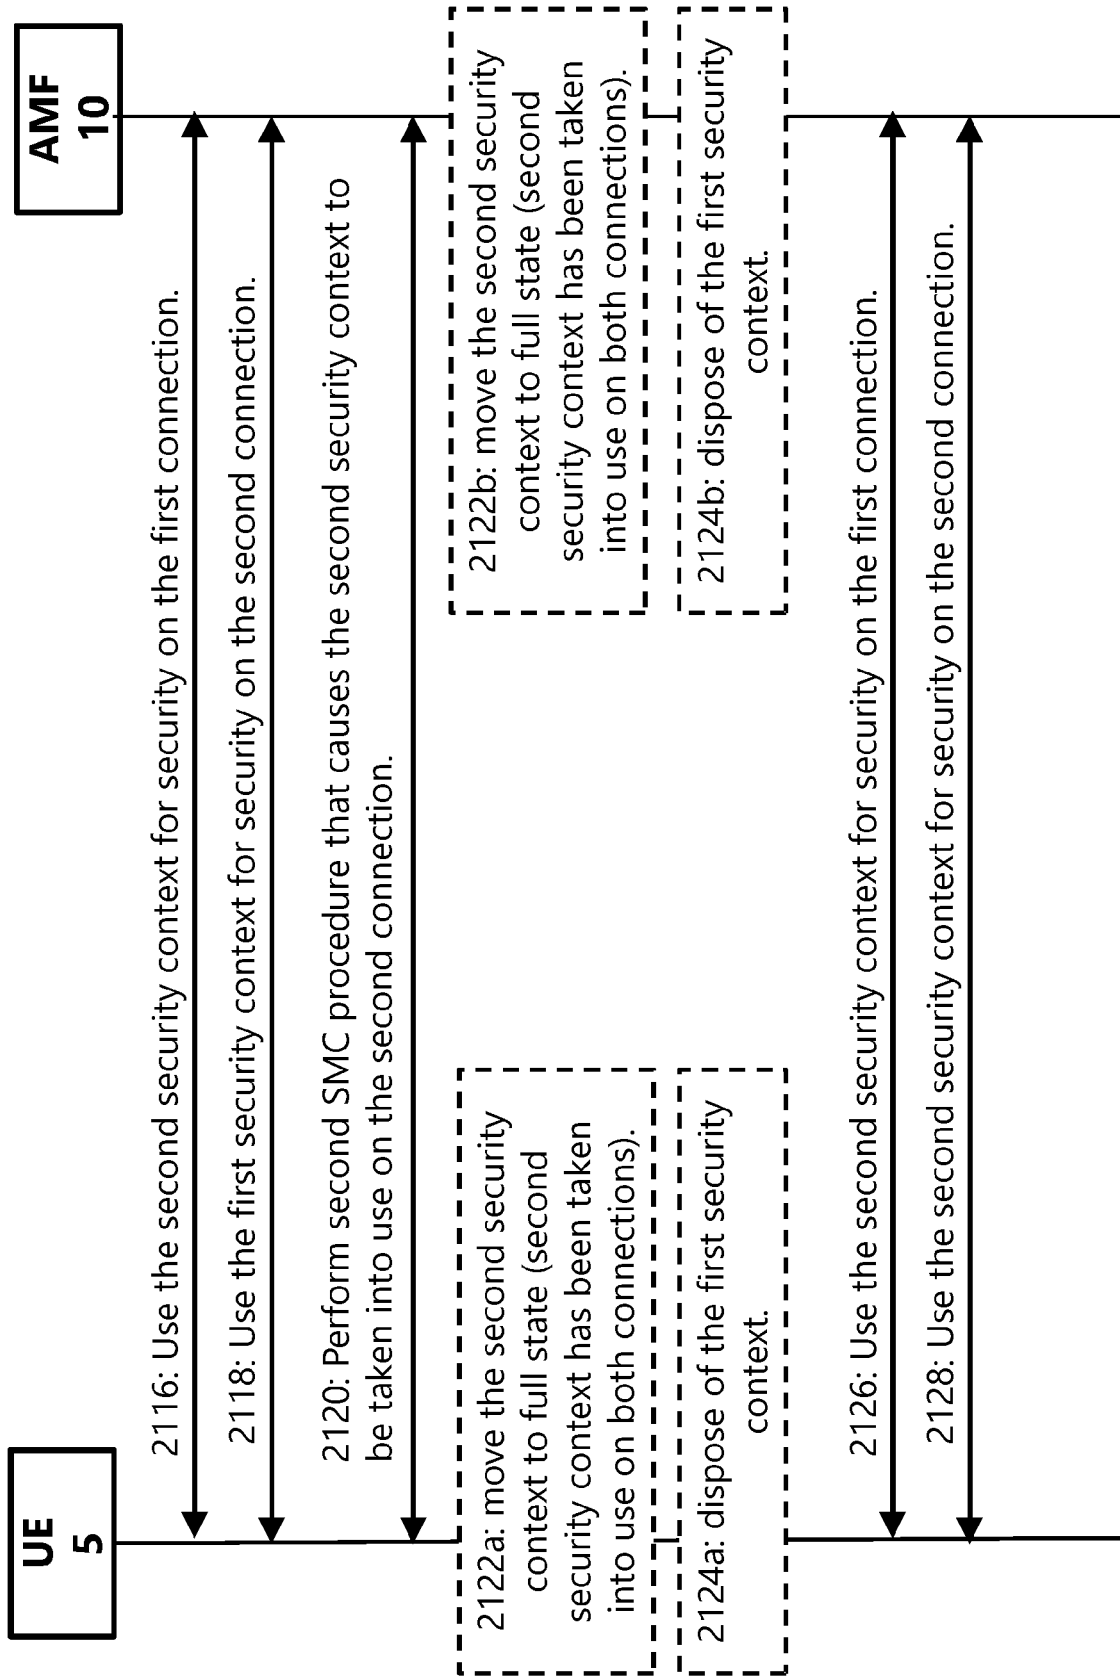 UE
5
AMF
10
2116: Use the second security context for security on the first connection.
2118: Use the first security context for security on the second connection.
2120: Perform second SMC procedure that causes the second security context to
be taken into use on the second connection.
2122a: move the second security
context to full state (second
security context has been taken
into use on both connections).
2122b: move the second security
context to full state (second
security context has been taken
into use on both connections).
2124a: dispose of the first security
context.
2124b: dispose of the first security
context.
2126: Use the second security context for security on the first connection.
2128: Use the second security context for security on the second connection.